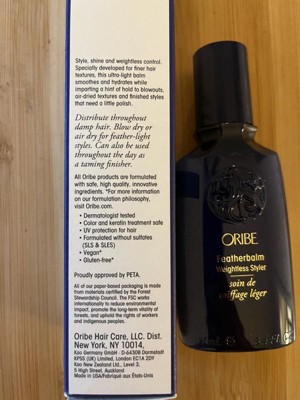 Style, shine and weightless control.
Specially developed for finer hair
textures, this ultra-light balm
smoothes and hydrates while
imparting a hint of hold to blowouts,
air-dried textures and finished styles
that need a little polish.
Distribute throughout
damp hair. Blow dry or
air dry for feather-light
styles. Can also be used
throughout the day as
a taming finisher.
All Oribe products are formulated
with safe, high quality, innovative
ingredients. *For more information
on our formulation philosophy,
visit Oribe.com.
• Dermatologist tested
• Color and keratin treatment safe
• UV protection for hair
• Formulated without sulfates
(SLS & SLES)
• Vegan*
• Gluten-free*
Proudly approved by PETA.
All of our paper-based packaging is made
from materials certified by the Forest
Stewardship Council. The FSC works
internationally to reduce environmental
impact, promote the long-term vitality of
forests, and uphold the rights of workers
and indigenous peoples.
Oribe Hair Care, LLC. Dist.
New York, NY 10014,
Kao Germany GmbH - D-64308 Darmstadt
KPSS (UK) Limited, London EC1A 2DY
Kao New Zealand Ltd., Level 3,
5 High Street, Auckland
Made in USA/Fabriqué aux États-Unis
ORIBE
Featherbalm
Weightless Styler
soin de
coiffage léger